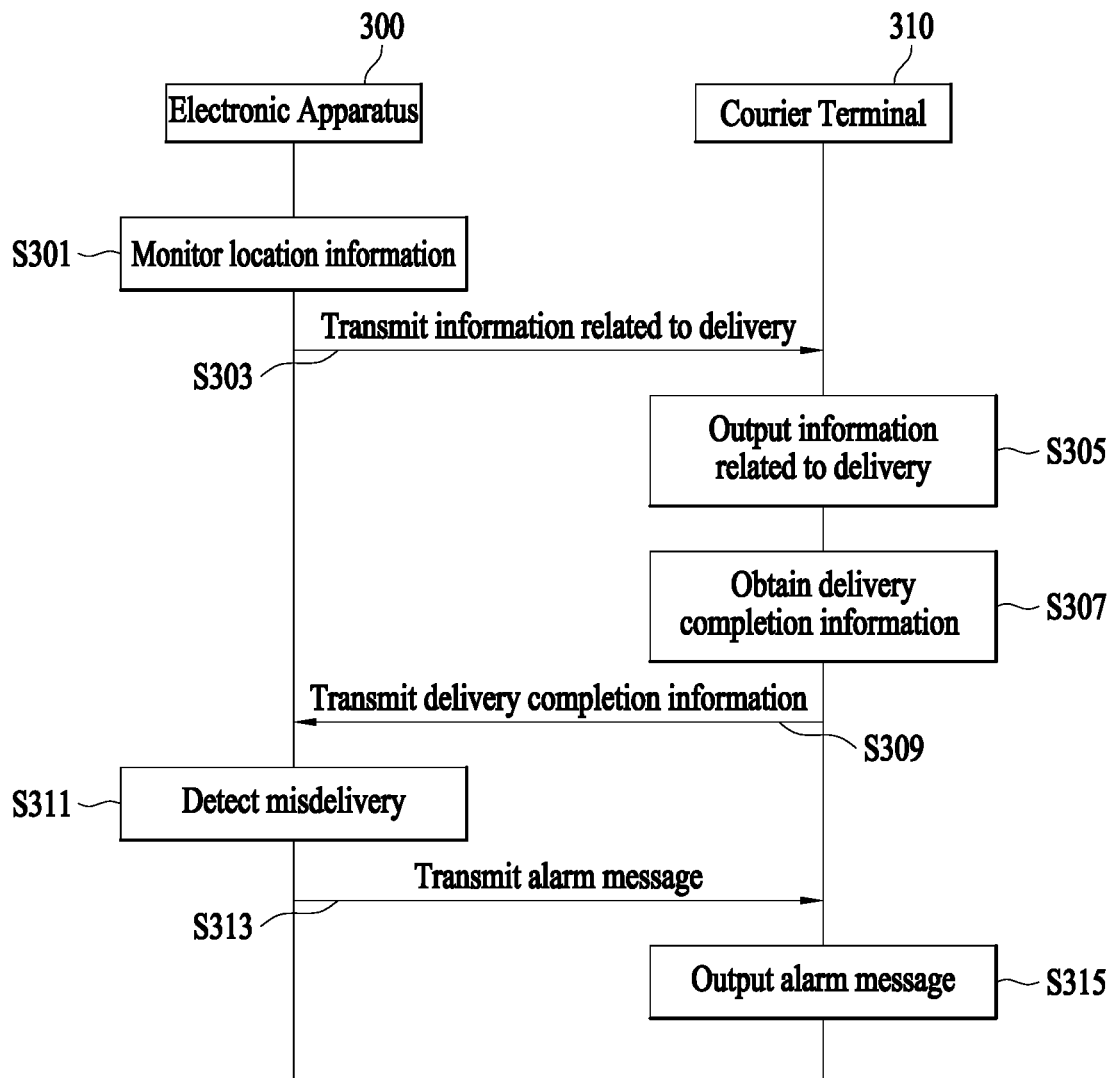 300
310
Electronic Apparatus
Courier Terminal
S301
Monitor location information
Transmit information related to delivery
S303
Output information
related to delivery
S305
Obtain delivery
completion information
S307
Transmit delivery completion information
S309
S311
Detect misdelivery
Transmit alarm message
S313
Output alarm message
S315